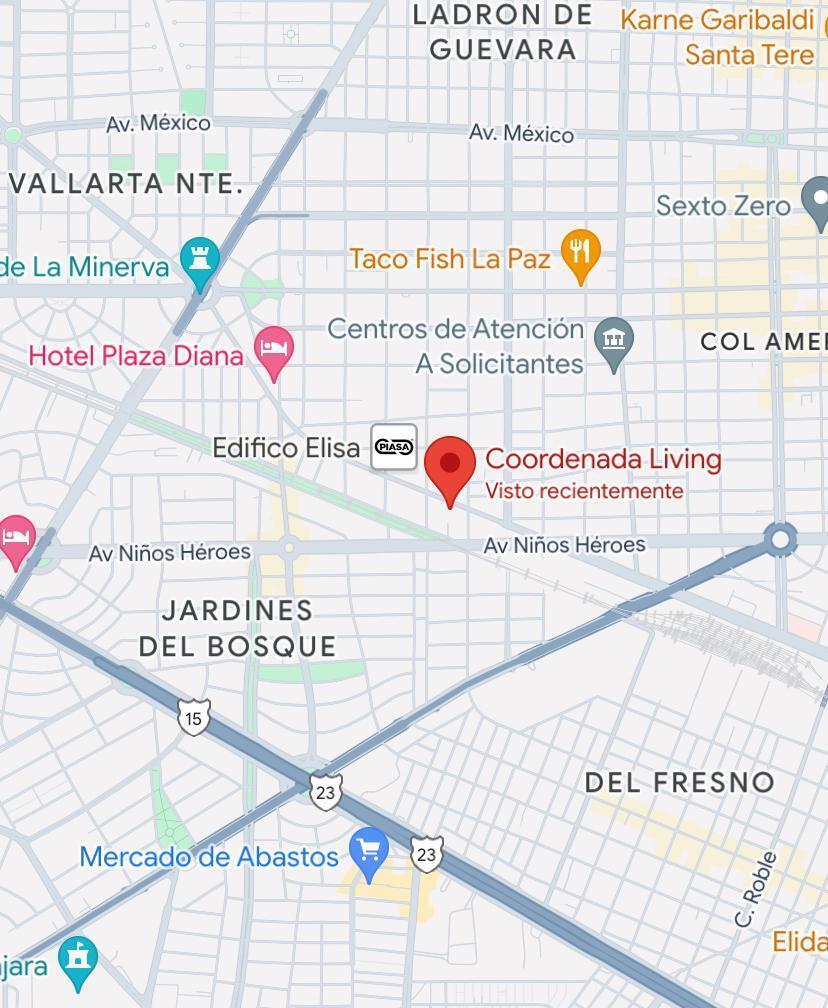 LADRON DE
GUEVARA
Karne Garibaldi
Santa Tere
Av. México
Av. México
VALLARTA NTE.
Sexto Zero
de La Minerva
Taco Fish La Paz
Centros de Atención
A Solicitantes
Hotel Plaza Diana
COL AMER
Edifico Elisa
PIASA
Coordenada Living
Visto recientemente
Av Niños Héroes
Av Niños Héroes
JARDINES
DEL BOSQUE
15
23
DEL FRESNO
Mercado de Abastos
23
C. Roble
Elida
jara